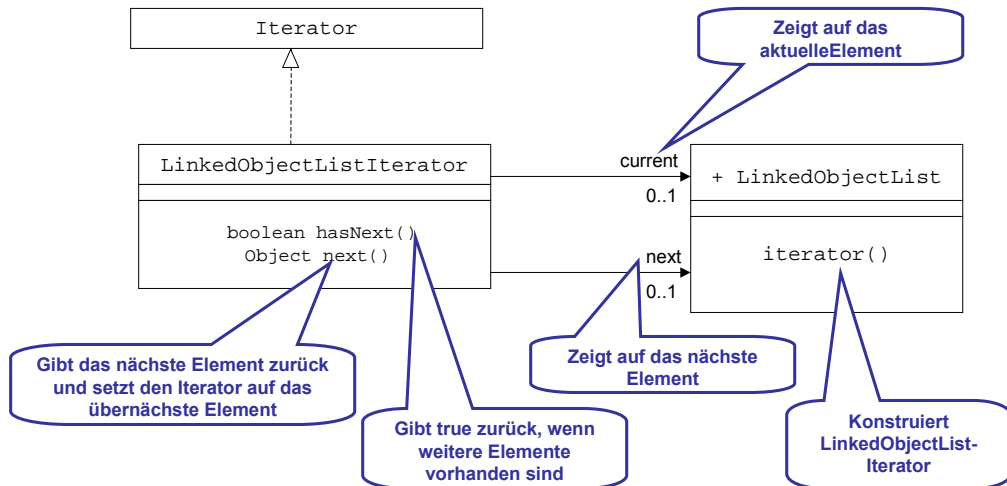 Iterator
Zeigt auf das
aktuelleElement
LinkedObjectListIterator
boolean hasNext()
Object next()
current
0..1
next
0..1
+ LinkedObjectList
iterator()
Gibt das nächste Element zurück
und setzt den Iterator auf das
übernächste Element
Gibt true zurück, wenn
weitere Elemente
vorhanden sind
Zeigt auf das nächste
Element
Konstruiert
LinkedObjectList-
Iterator